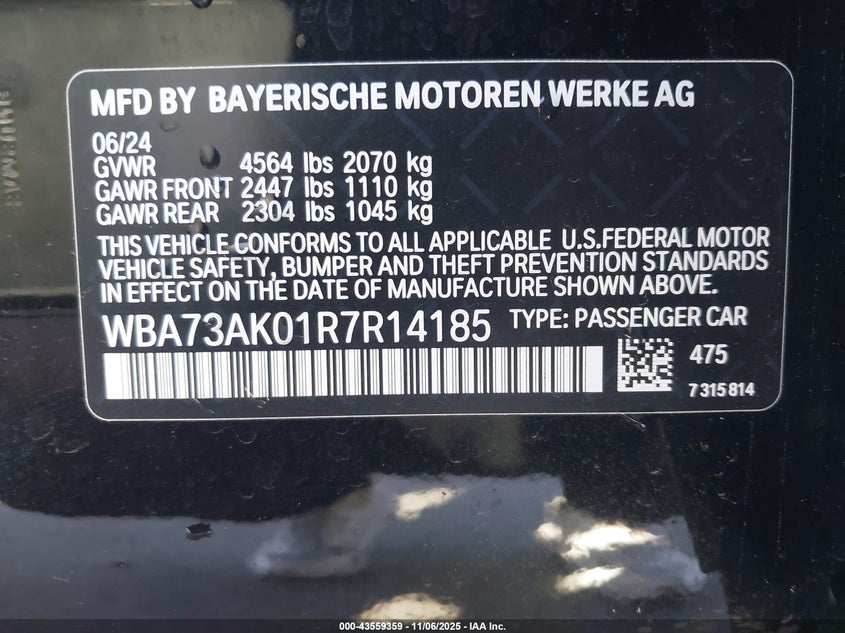 MFD BY BAYERISCHE MOTOREN WERKE AG
06/24
GVWR 4564 lbs 2070 kg
GAWR FRONT 2447 lbs 1110 kg
GAWR REAR 2304 lbs 1045 kg
THIS VEHICLE CONFORMS TO ALL APPLICABLE U.S.FEDERAL MOTOR
VEHICLE SAFETY, BUMPER AND THEFT PREVENTION STANDARDS
IN EFFECT ON THE DATE OF MANUFACTURE SHOWN ABOVE.
WBA73AK01R7R14185 TYPE: PASSENGER CAR
475
7315814
000-43559359 - 11/06/2025 - IAA Inc.